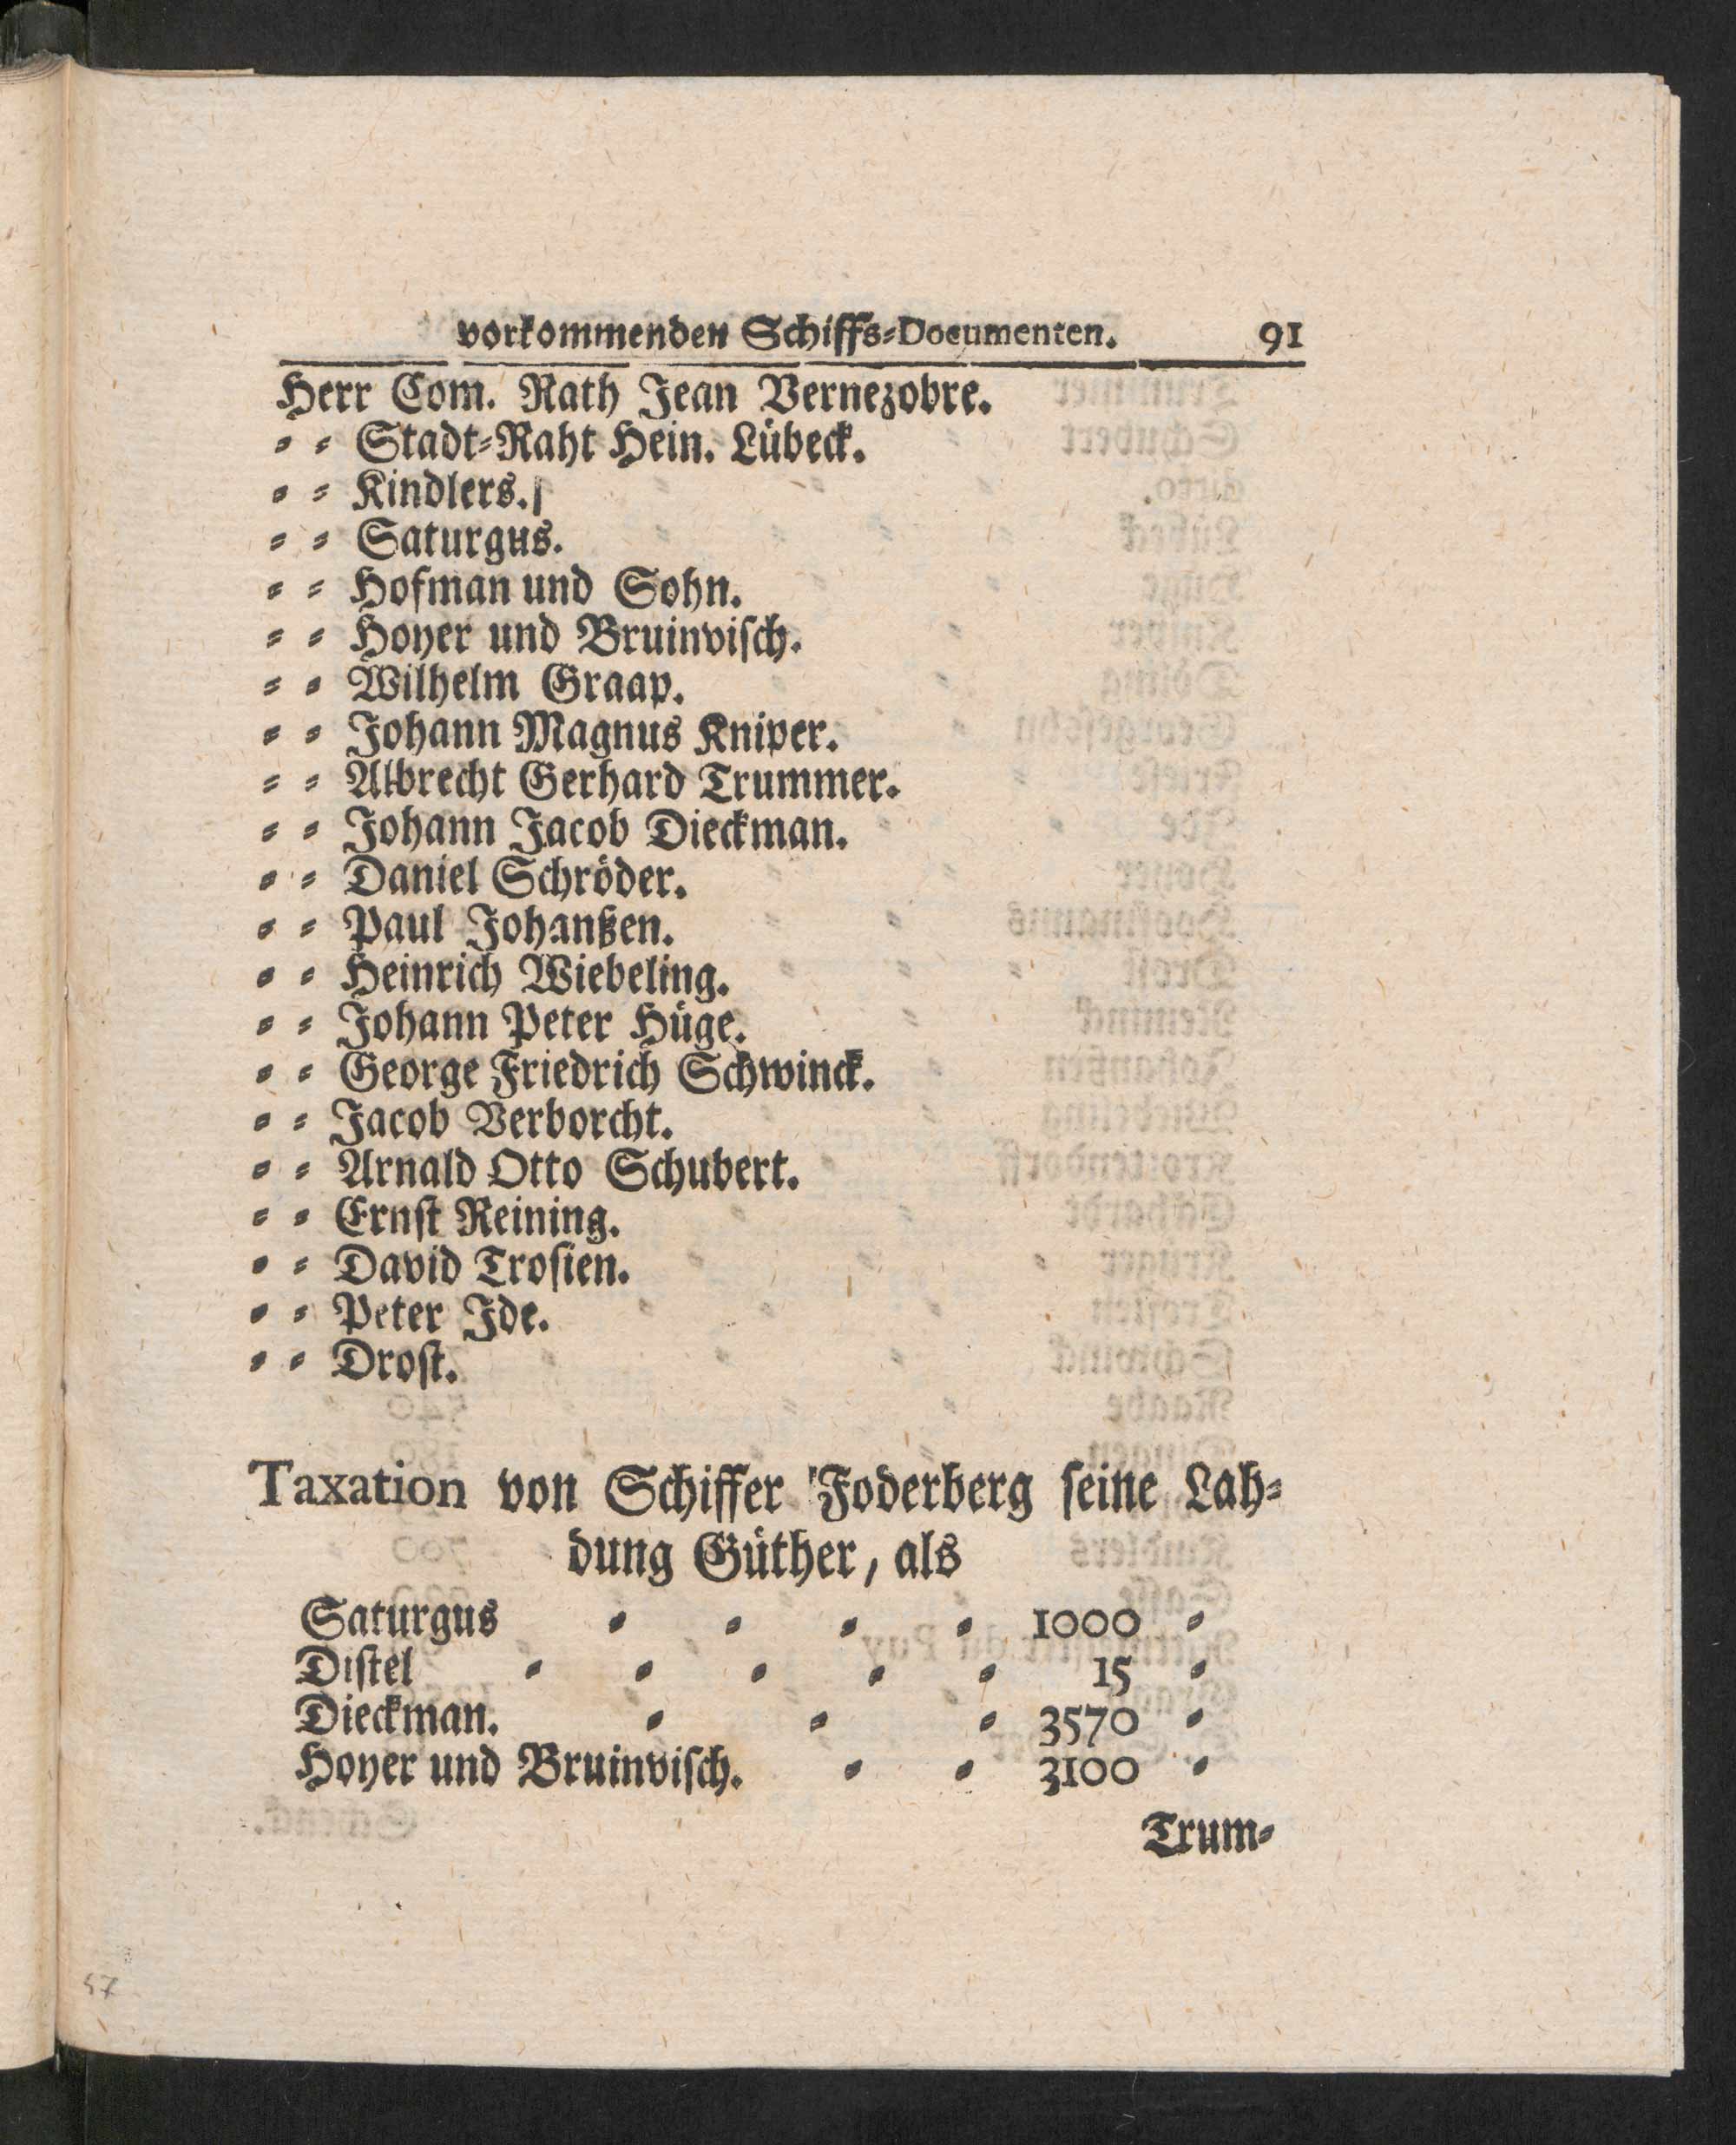 vorkommenden Schiffs⸗Documenten. 91
Herr Com. Rath Jean Vernezobre.
⸗ ⸗ Stadt⸗Raht Hein. Lübeck.
⸗ ⸗ Kindlers.
⸗ ⸗ Saturgus.
⸗ ⸗ Hofman und Sohn.
⸗ ⸗ Hoyer und Bruinviſch.
⸗ ⸗ Wilhelm Graap.
⸗ ⸗ Johann Magnus Kniper.
⸗ ⸗ Albrecht Gerhard Trummer.
⸗ ⸗ Johann Jacob Dieckman.
⸗ ⸗ Daniel Schröder.
⸗ ⸗ Paul Johanßen.
⸗ ⸗ Heinrich Wiebeling.
⸗ ⸗ Johann Peter Hüge.
⸗ ⸗ George Friedrich Schwinck.
⸗ ⸗ Jacob Verborcht.
⸗ ⸗ Arnald Otto Schubert.
⸗ ⸗ Ernſt Reining.
⸗ ⸗ David Troſien.
⸗ ⸗ Peter Ide.
⸗ ⸗ Droſt.
Taxation von Schiffer Foderberg ſeine Lah⸗
dung Güther, als
Saturgus ⸗ ⸗ ⸗ ⸗ 1000 ⸗
Diſtel ⸗ ⸗ ⸗ ⸗ ⸗ 15 ⸗
Dieckman. ⸗ ⸗ ⸗ 3570 ⸗
Hoyer und Bruinviſch. ⸗ ⸗ 3100 ⸗
Trum⸗
57